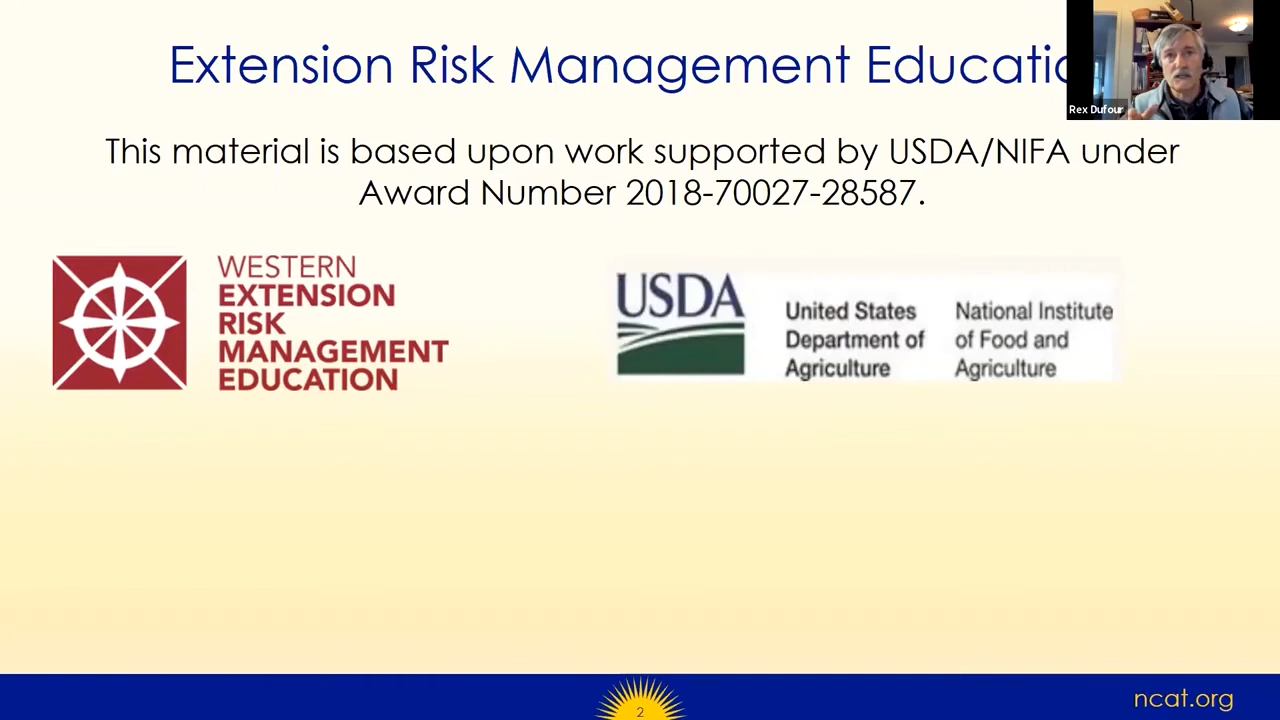 Extension Risk Management Educatio
Rex Dufour
This material is based upon work supported by USDA/NIFA under
Award Number 2018-70027-28587.
WESTERN
EXTENSION
RISK
MANAGEMENT
EDUCATION
USDA
United States
Department of
Agriculture
National Institute
of Food and
Agriculture
2
ncat.org